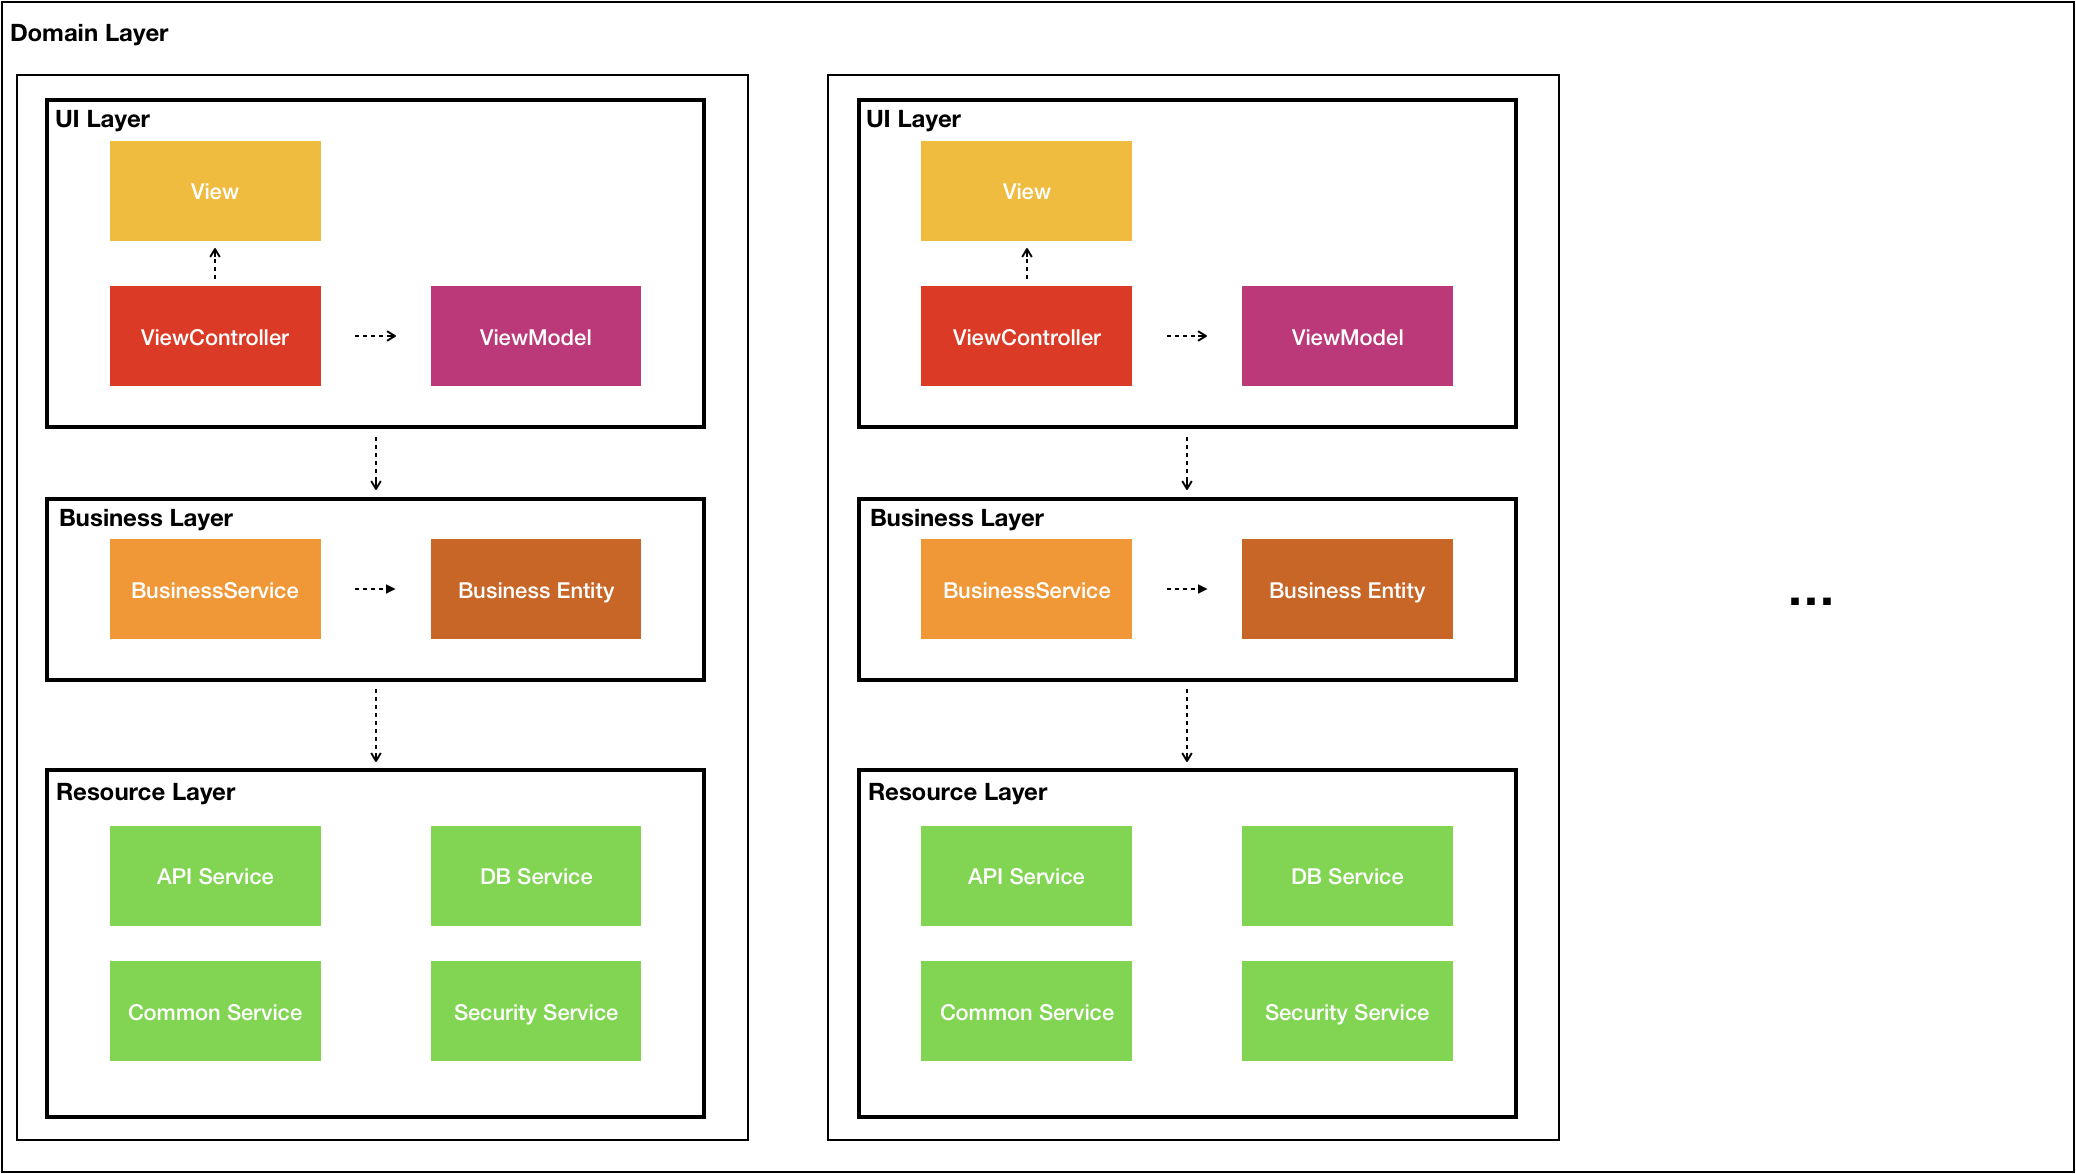 Domain Layer
UI Layer
View
ViewController
ViewModel
Business Layer
BusinessService
Business Entity
Resource Layer
API Service
DB Service
Common Service
Security Service
UI Layer
View
ViewController
ViewModel
Business Layer
BusinessService
Business Entity
Resource Layer
API Service
DB Service
Common Service
Security Service
...